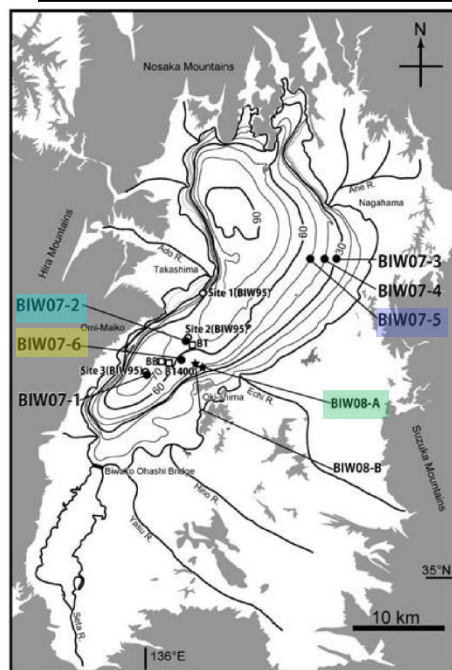 N
Nosaka Mountains
90
Ane R.
Nagahama
60
30
BIW07-3
Hira Mountains
Ado R.
Takashima
BIW07-4
Site 1(BIW95)
BIW07-5
BIW07-2
Omi-Maiko
Site 2(BIW95)
BT
BIW07-6
BB
Site 3(BIW95)
70
B1400
60
BIW07-1
Oki-shima
Echi R.
BIW08-A
Suzuka Mountains
BIW08-B
Biwako Ohashi Bridge
Hino R.
Yasu R.
Seta R.
35°N
10 km
136°E